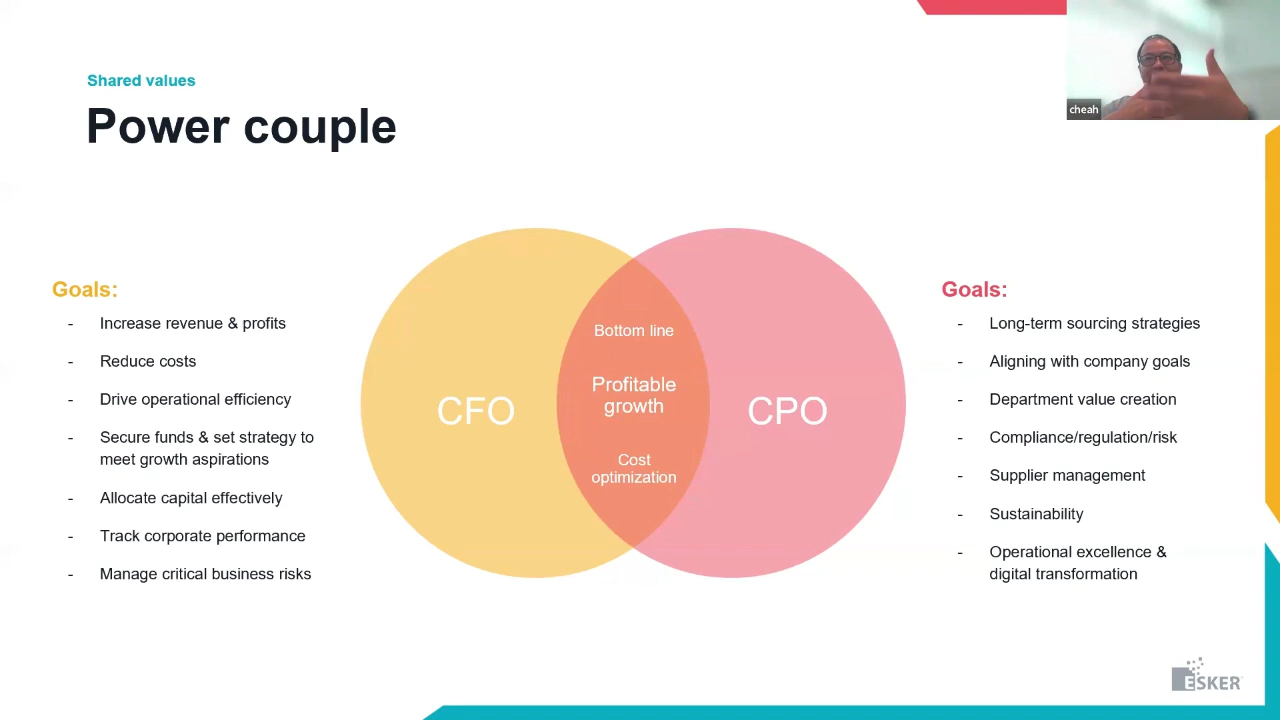 Shared values
Power couple
cheah
Goals:
- Increase revenue & profits
- Reduce costs
- Drive operational efficiency
- Secure funds & set strategy to
meet growth aspirations
- Allocate capital effectively
- Track corporate performance
- Manage critical business risks
CFO
Bottom line
Profitable
growth
Cost
optimization
CPO
Goals:
- Long-term sourcing strategies
- Aligning with company goals
- Department value creation
- Compliance/regulation/risk
- Supplier management
- Sustainability
- Operational excellence &
digital transformation
ESKER